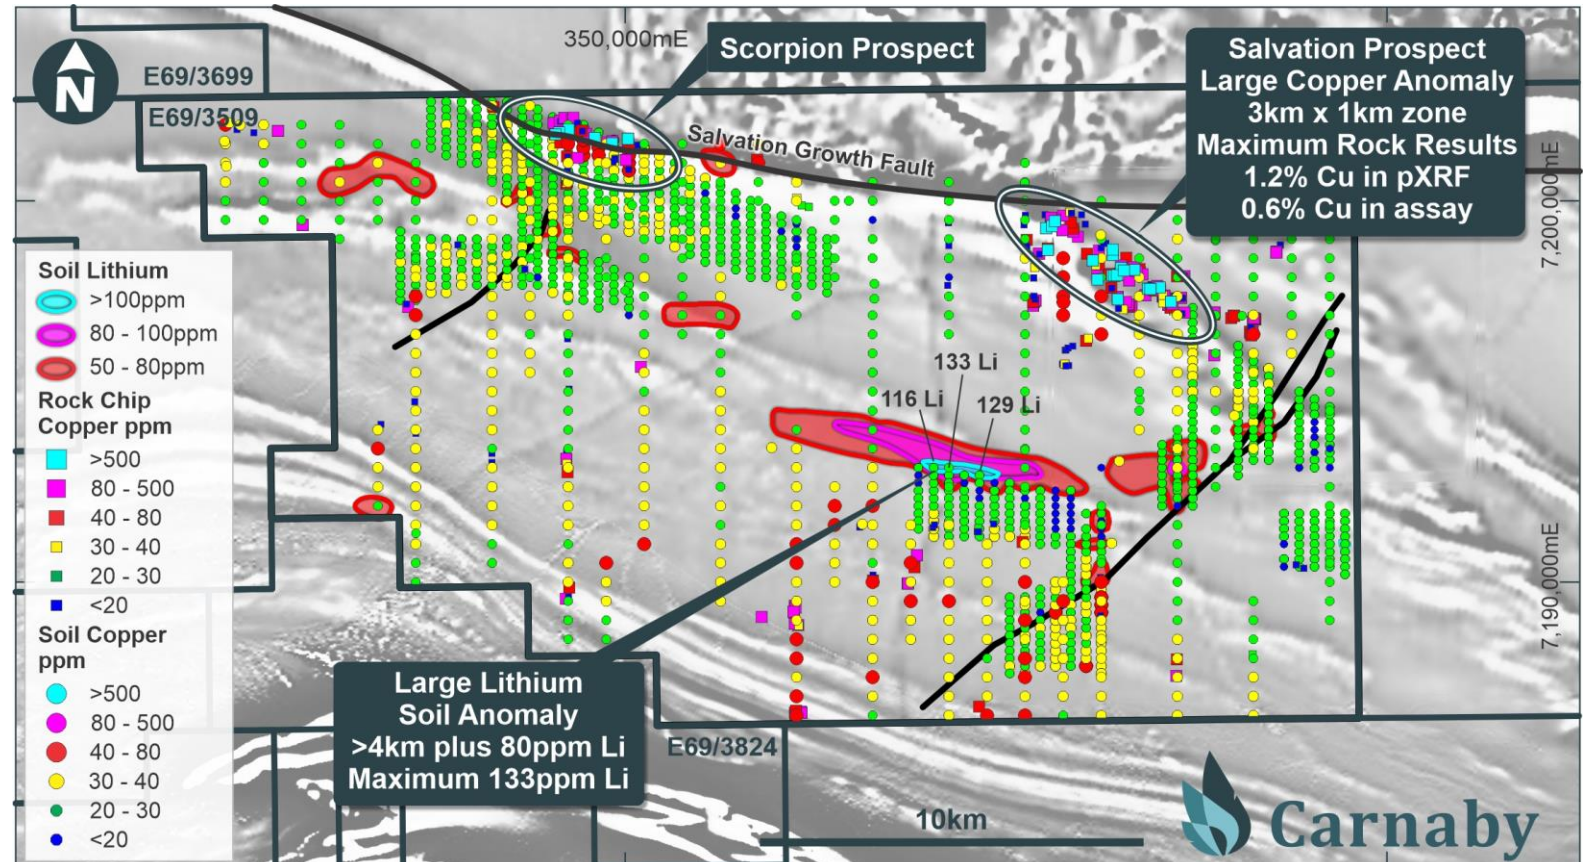 350,000mE
Scorpion Prospect
Salvation Prospect
Large Copper Anomaly
3km x 1km zone
Maximum Rock Results
1.2% Cu in pXRF
0.6% Cu in assay
N
E69/3699
E69/3509
Salvation Growth Fault
7,200,000mE
Soil Lithium
>100ppm
80 - 100ppm
50 - 80ppm
Rock Chip
Copper ppm
>500
80 - 500
40 - 80
30 - 40
20 - 30
<20
Soil Copper
ppm
>500
80 - 500
40 - 80
30 - 40
20 - 30
<20
133 Li
116 Li
129 Li
7,190,000mE
Large Lithium
Soil Anomaly
>4km plus 80ppm Li
Maximum 133ppm Li
E69/3824
10km
Carnaby